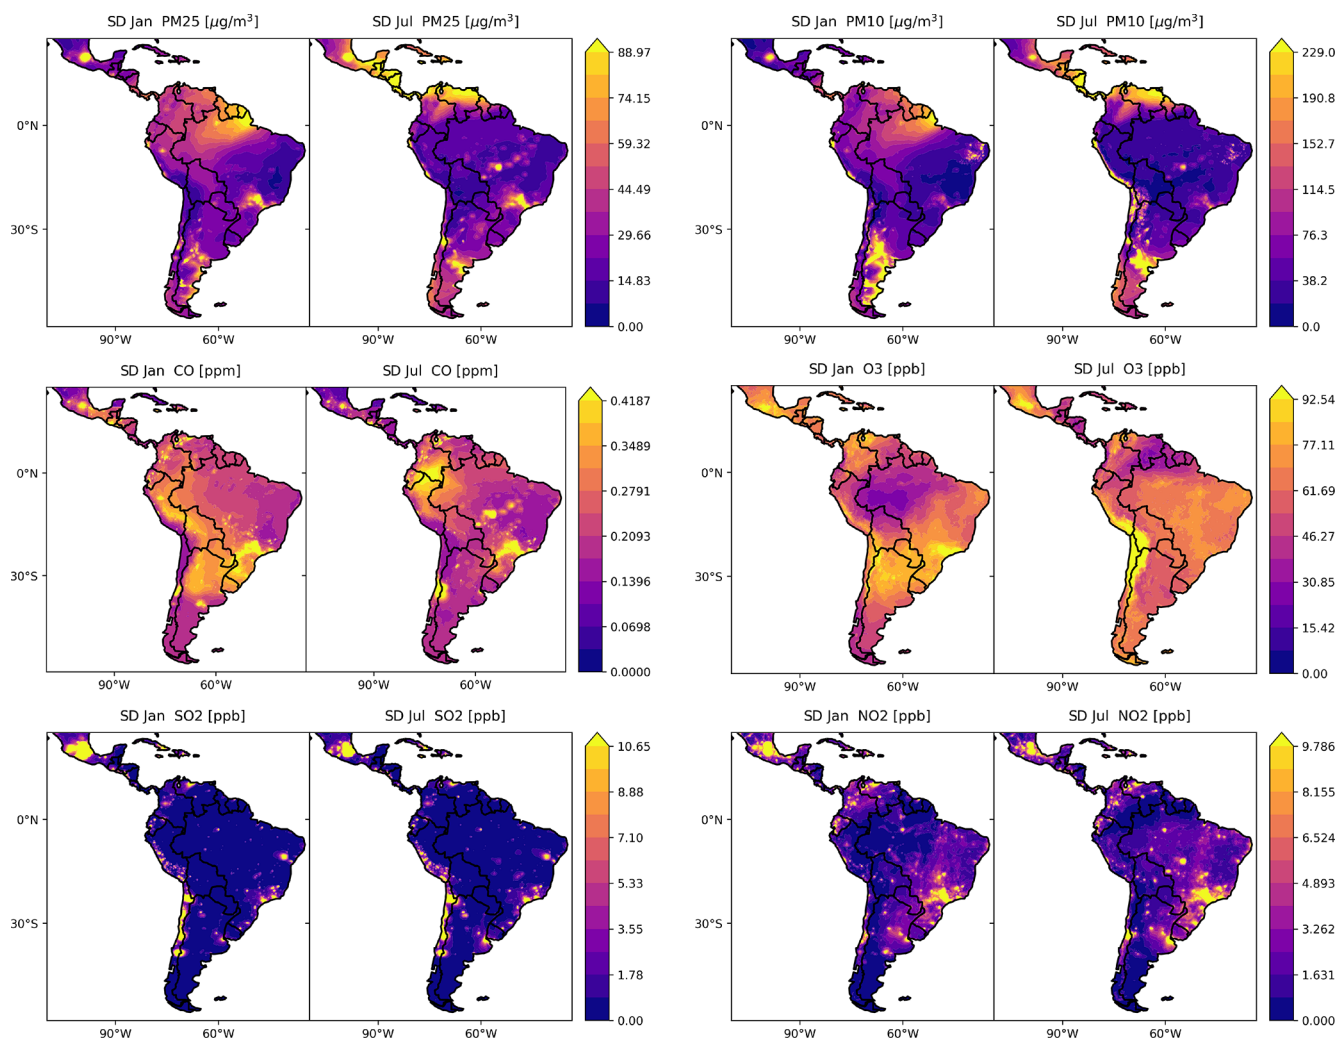 SD Jan PM25 [μg/m³] SD Jul PM25 [μg/m³]
88.97
74.15
59.32
44.49
29.66
14.83
0.00
0°N
30°S
90°W 60°W 90°W 60°W
SD Jan PM10 [μg/m³] SD Jul PM10 [μg/m³]
229.0
190.8
152.7
114.5
76.3
38.2
0.0
0°N
30°S
90°W 60°W 90°W 60°W
SD Jan CO [ppm] SD Jul CO [ppm]
0.4187
0.3489
0.2791
0.2093
0.1396
0.0698
0.0000
0°N
30°S
90°W 60°W 90°W 60°W
SD Jan O3 [ppb] SD Jul O3 [ppb]
92.54
77.11
61.69
46.27
30.85
15.42
0.00
0°N
30°S
90°W 60°W 90°W 60°W
SD Jan SO2 [ppb] SD Jul SO2 [ppb]
10.65
8.88
7.10
5.33
3.55
1.78
0.00
0°N
30°S
90°W 60°W 90°W 60°W
SD Jan NO2 [ppb] SD Jul NO2 [ppb]
9.786
8.155
6.524
4.893
3.262
1.631
0.000
0°N
30°S
90°W 60°W 90°W 60°W